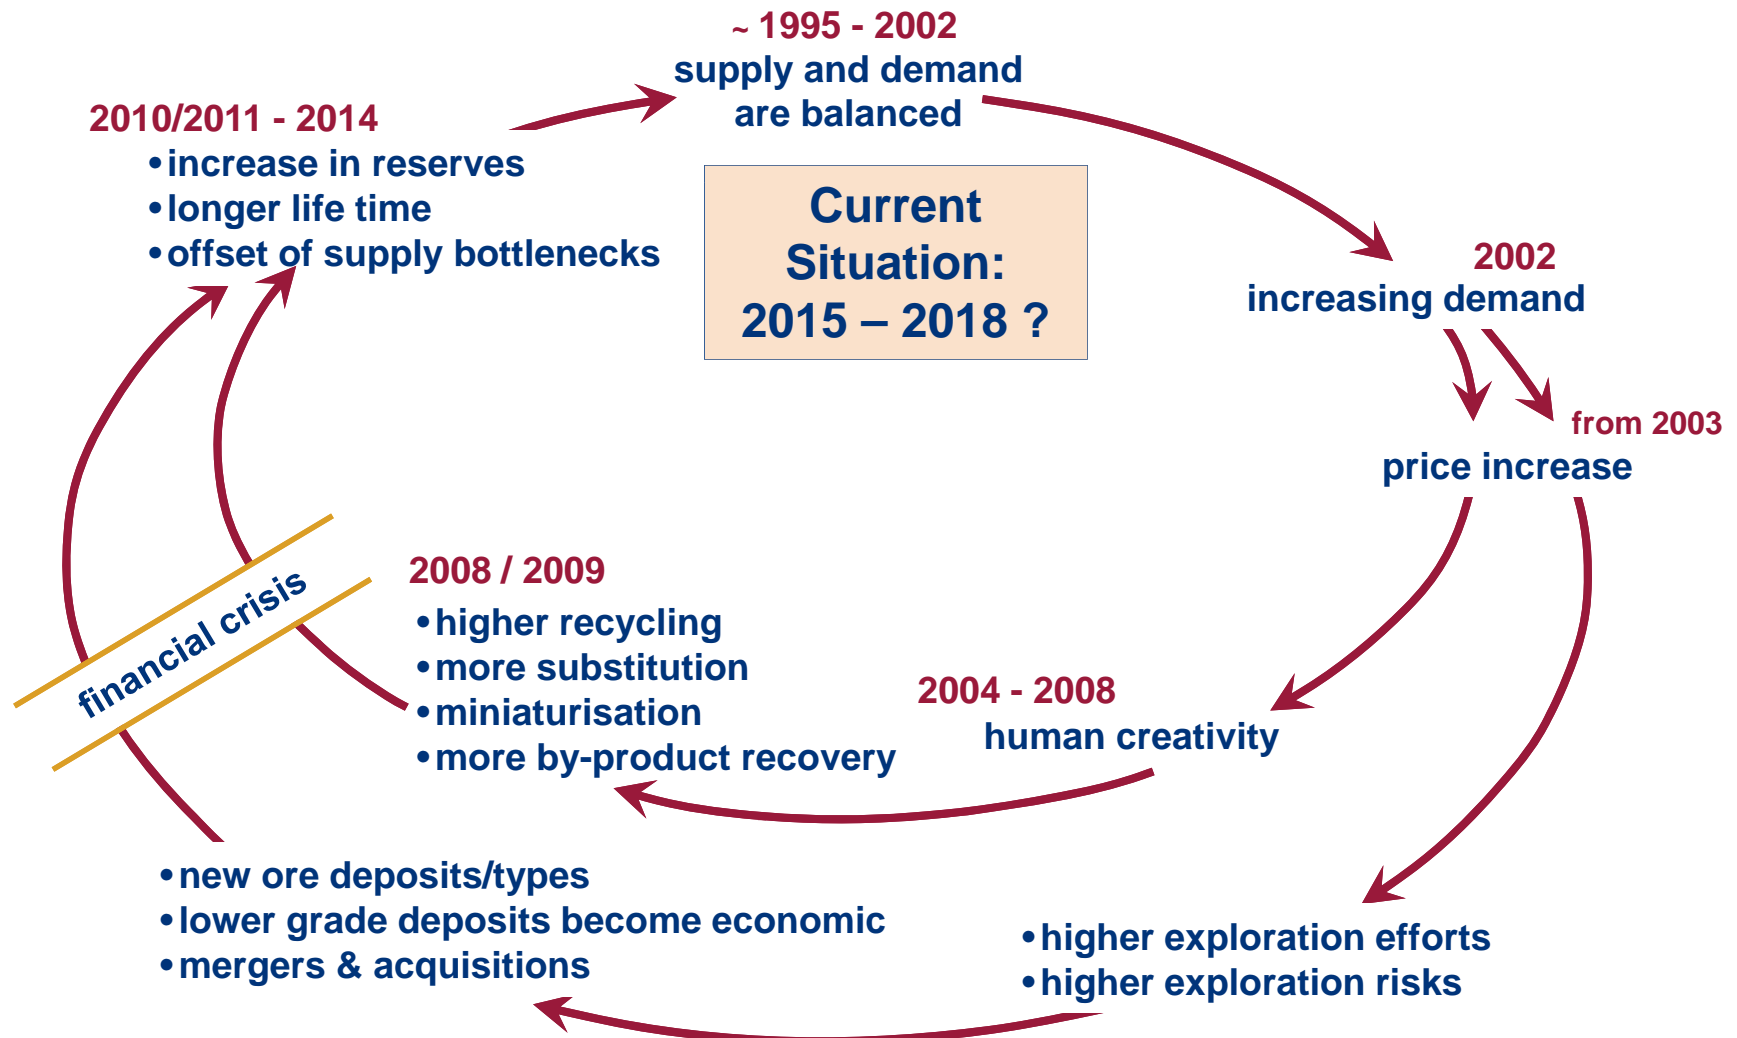 ~ 1995 - 2002
supply and demand
are balanced
2010/2011 - 2014
•increase in reserves
•longer life time
•offset of supply bottlenecks
Current
Situation:
2015 – 2018 ?
2002
increasing demand
from 2003
price increase
financial crisis
2008 / 2009
•higher recycling
•more substitution
•miniaturisation
•more by-product recovery
2004 - 2008
human creativity
•new ore deposits/types
•lower grade deposits become economic
•mergers & acquisitions
•higher exploration efforts
•higher exploration risks